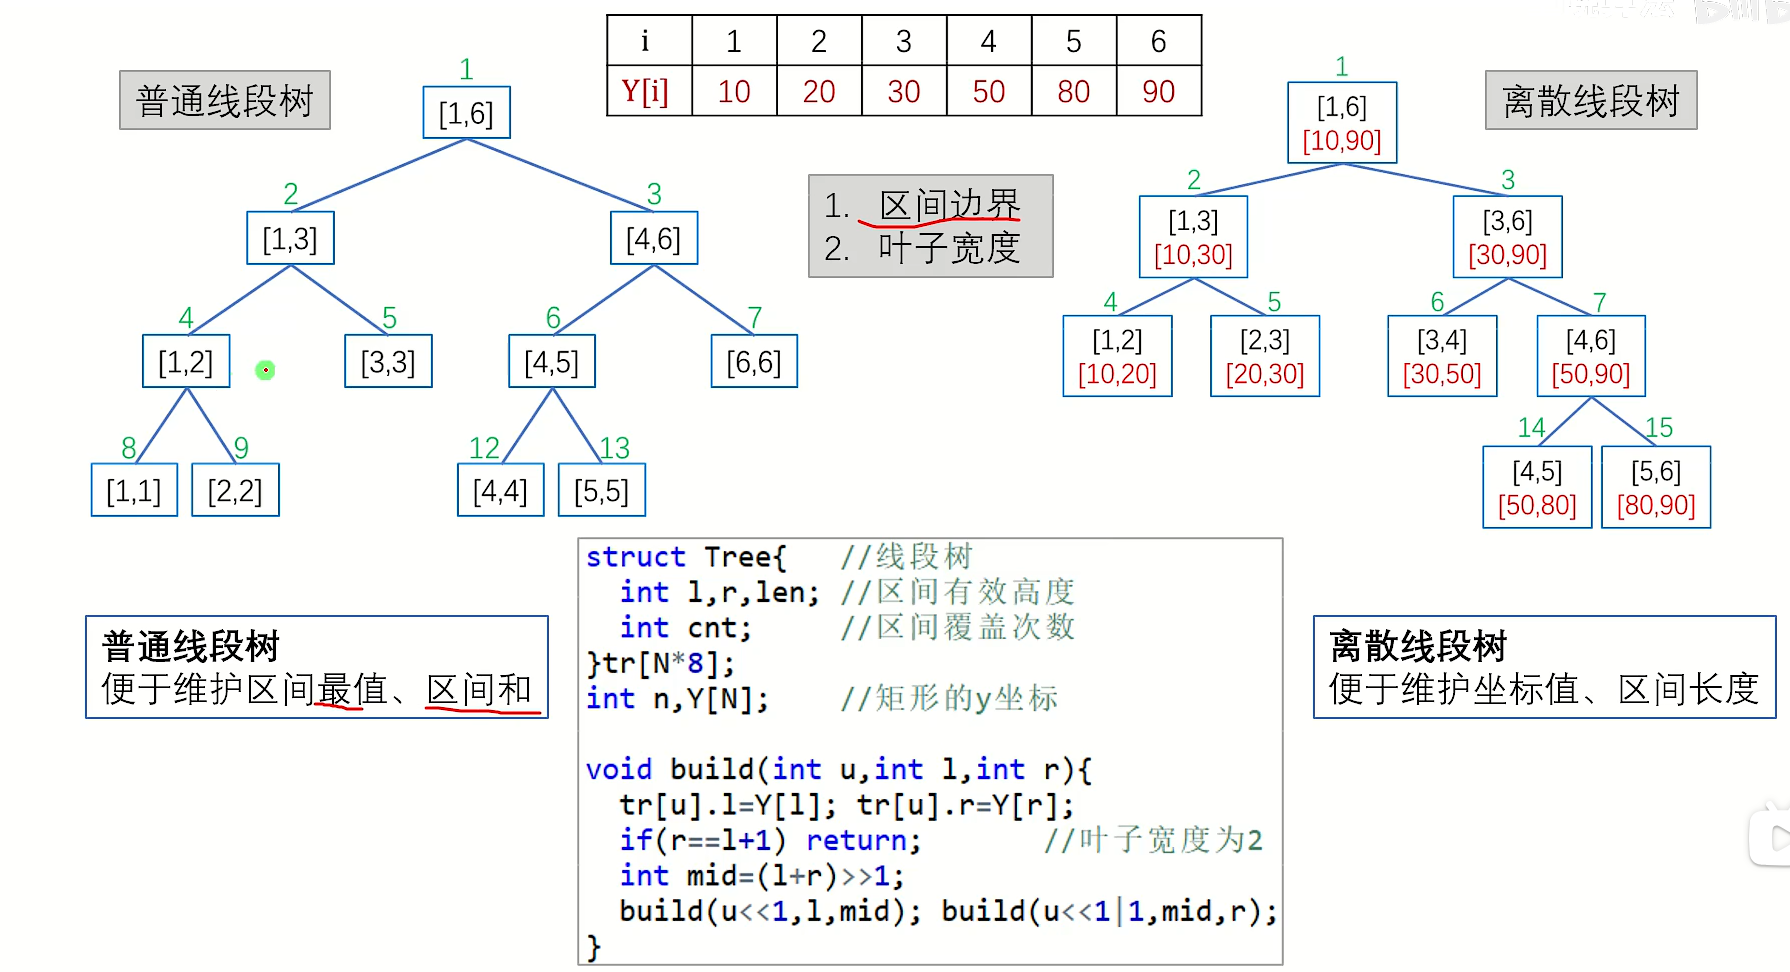 普通线段树
i 1 2 3 4 5 6
Y[i] 10 20 30 50 80 90
离散线段树
1
[1,6]
2 3
[1,3] [4,6]
4 5 6 7
[1,2] [3,3] [4,5] [6,6]
8 9 12 13
[1,1] [2,2] [4,4] [5,5]
1. 区间边界
2. 叶子宽度
1
[1,6]
[10,90]
2 3
[1,3] [3,6]
[10,30] [30,90]
4 5 6 7
[1,2] [2,3] [3,4] [4,6]
[10,20] [20,30] [30,50] [50,90]
14 15
[4,5] [5,6]
[50,80] [80,90]
普通线段树
便于维护区间最值、区间和
struct Tree{ //线段树
int l,r,len; //区间有效高度
int cnt; //区间覆盖次数
}tr[N*8];
int n,Y[N]; //矩形的y坐标
void build(int u,int l,int r){
tr[u].l=Y[l]; tr[u].r=Y[r];
if(r==l+1) return; //叶子宽度为2
int mid=(l+r)>>1;
build(u<<1,l,mid); build(u<<1|1,mid,r);
}
离散线段树
便于维护坐标值、区间长度